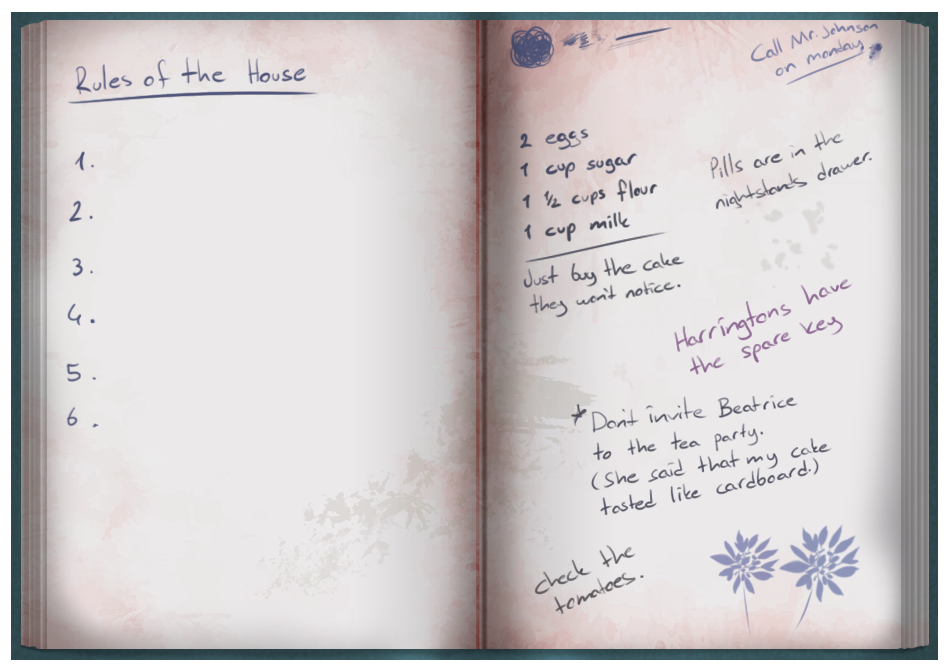 Rules of the House
1.
2.
3.
4.
5.
6.
Call Mr. Johnson
on monday
2 eggs
1 cup sugar
1 1/2 cups flour
1 cup milk
Just buy the cake
they won't notice.
Pills are in the
nightstands drawer.
Harringtons have
the spare key
* Don't invite Beatrice
to the tea party.
(She said that my cake
tasted like cardboard.)
check the
tomatoes.